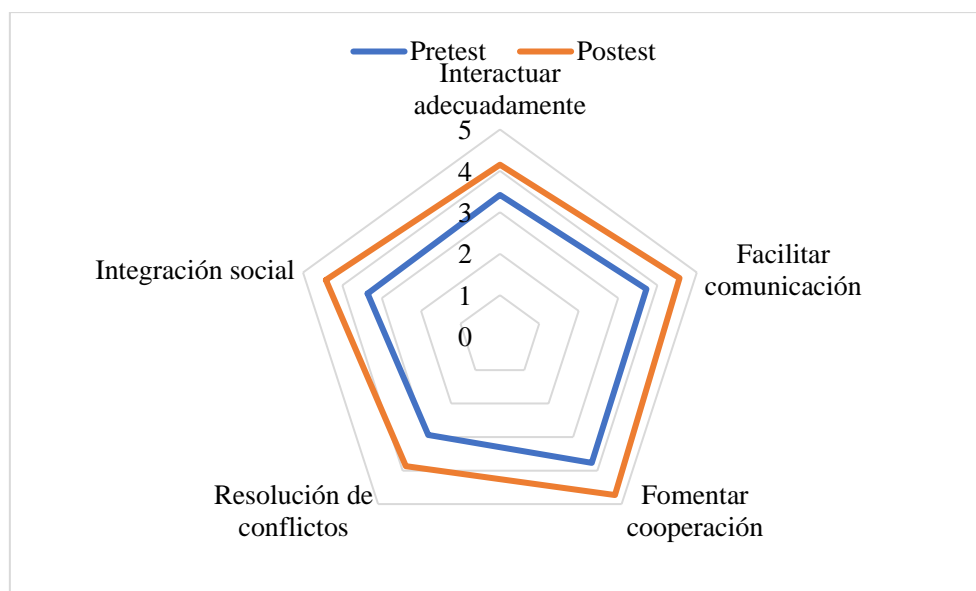 Pretest
Postest
Interactuar
adecuadamente
5
4
3
2
1
0
Facilitar
comunicación
Integración social
Resolución de
conflictos
Fomentar
cooperación